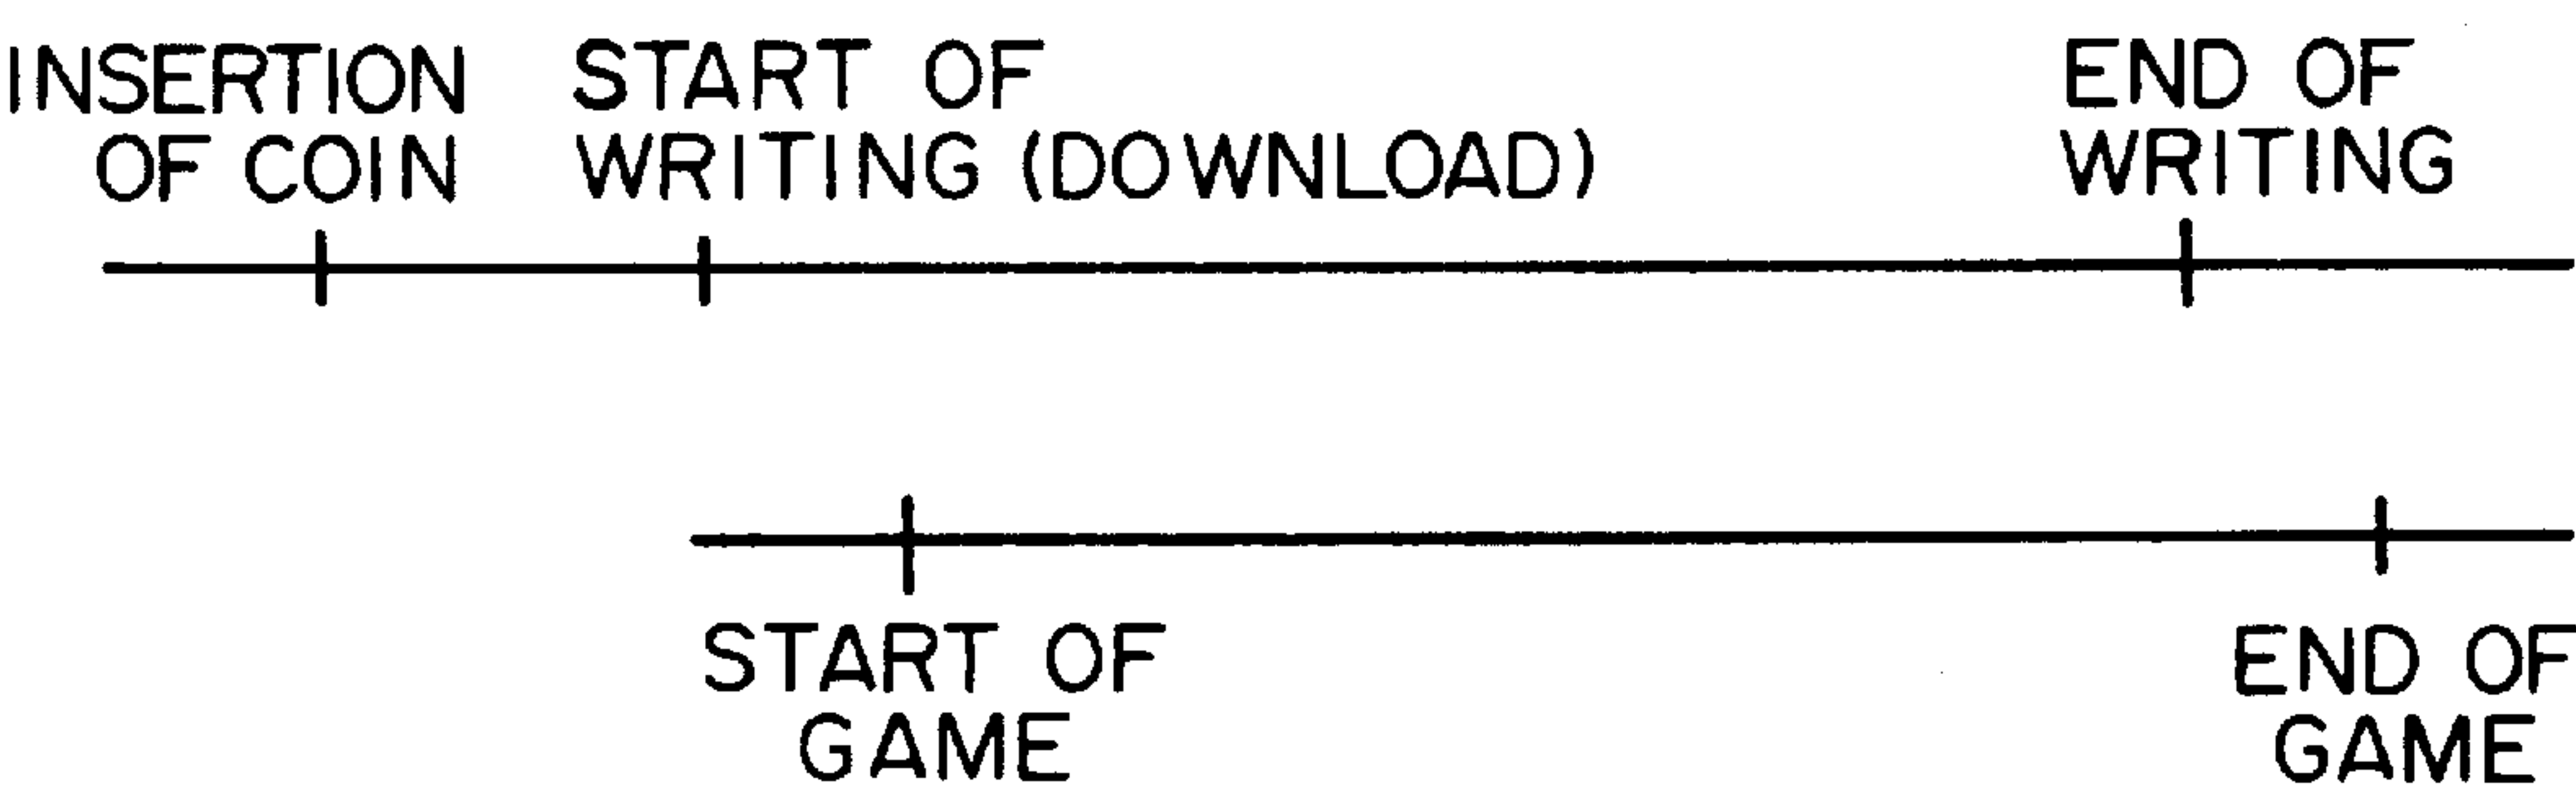 INSERTION
OF COIN
START OF
WRITING (DOWNLOAD)
END OF
WRITING
START OF
GAME
END OF
GAME